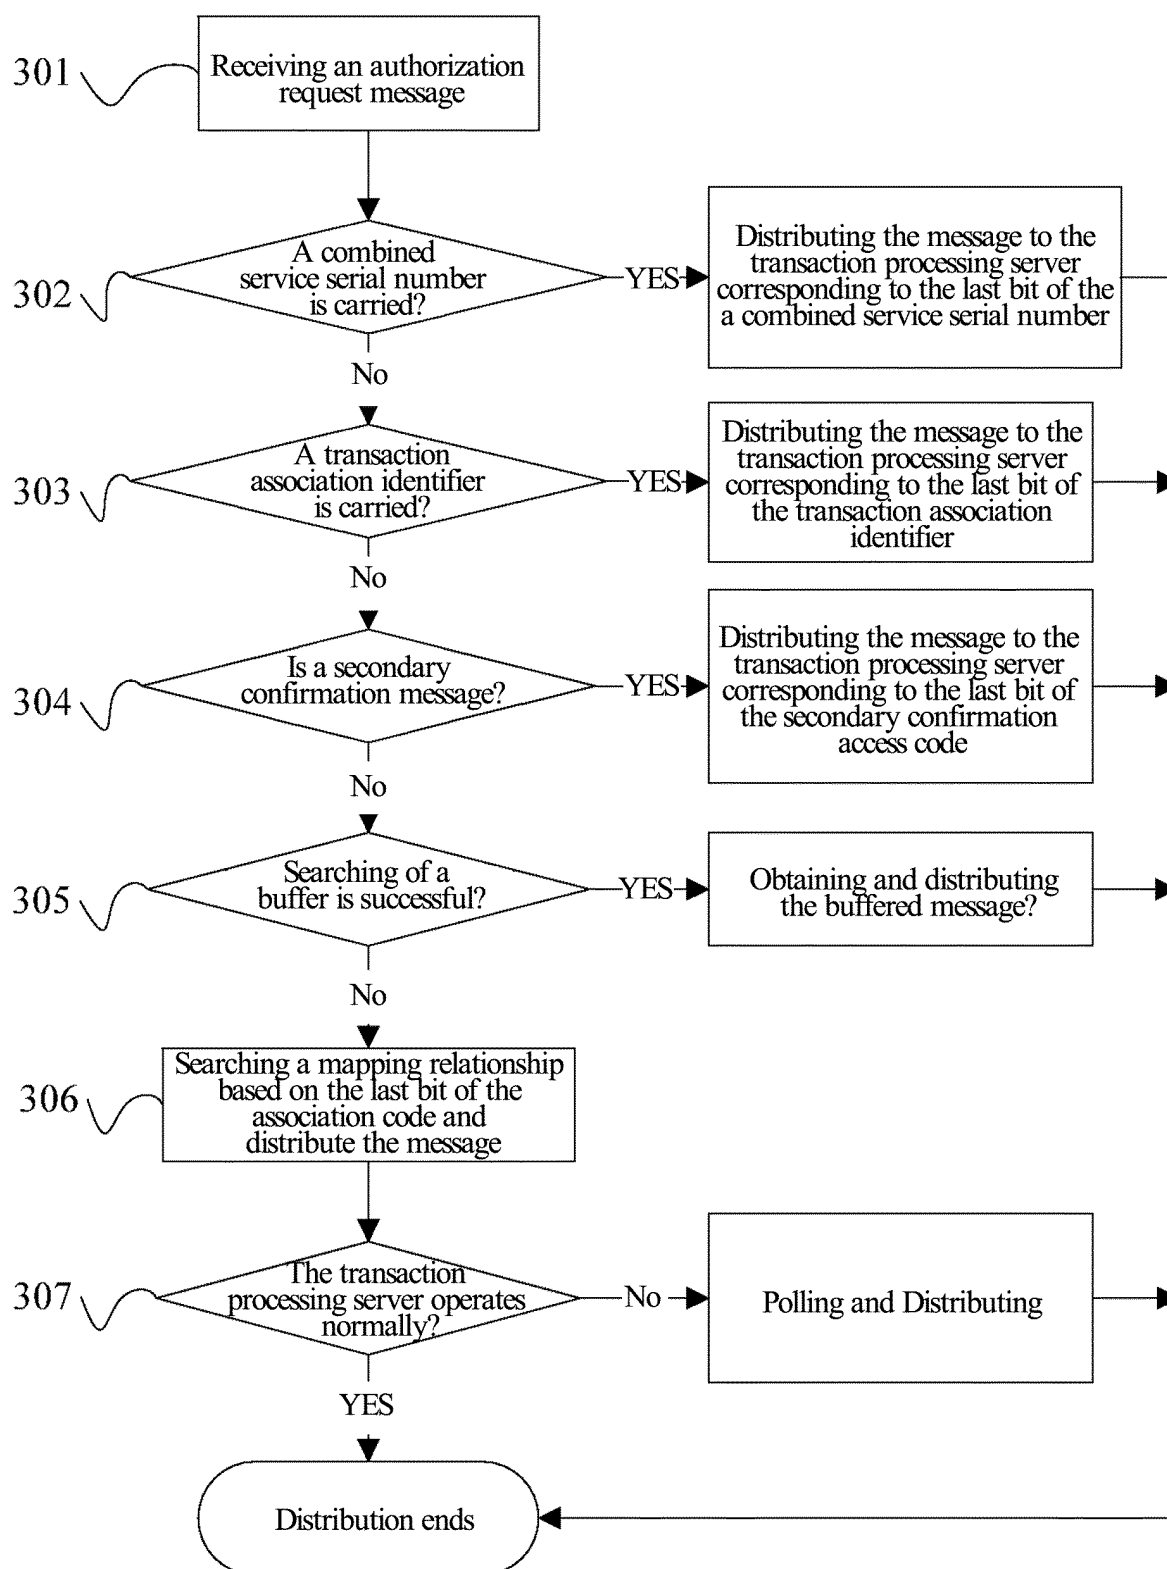 301
Receiving an authorization
request message
302
A combined
service serial number
is carried?
YES
Distributing the message to the
transaction processing server
corresponding to the last bit of the
a combined service serial number
No
303
A transaction
association identifier
is carried?
YES
Distributing the message to the
transaction processing server
corresponding to the last bit of
the transaction association
identifier
No
304
Is a secondary
confirmation message?
YES
Distributing the message to the
transaction processing server
corresponding to the last bit of
the secondary confirmation
access code
No
305
Searching of a
buffer is successful?
YES
Obtaining and distributing
the buffered message?
No
306
Searching a mapping relationship
based on the last bit of the
association code and
distribute the message
307
The transaction
processing server operates
normally?
No
Polling and Distributing
YES
Distribution ends